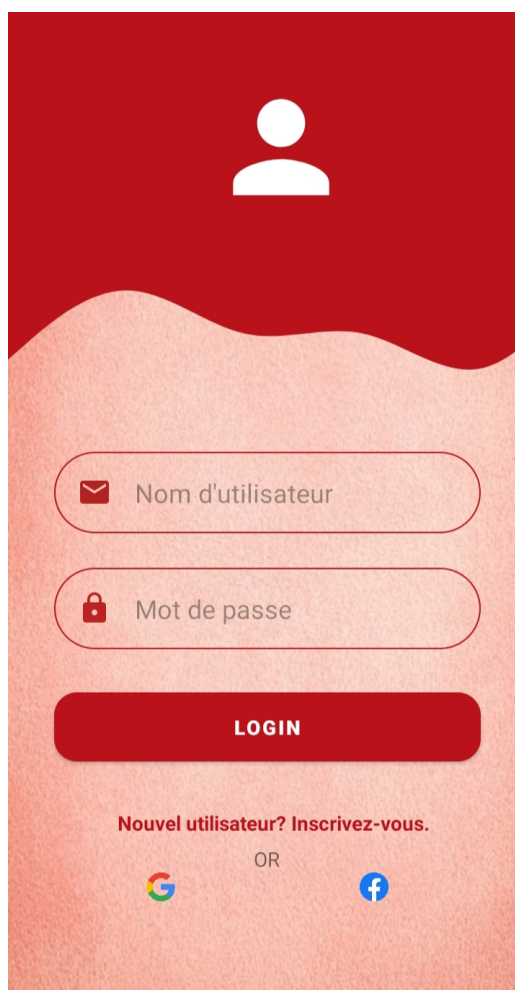 Nom d'utilisateur
Mot de passe
LOGIN
Nouvel utilisateur? Inscrivez-vous.
OR